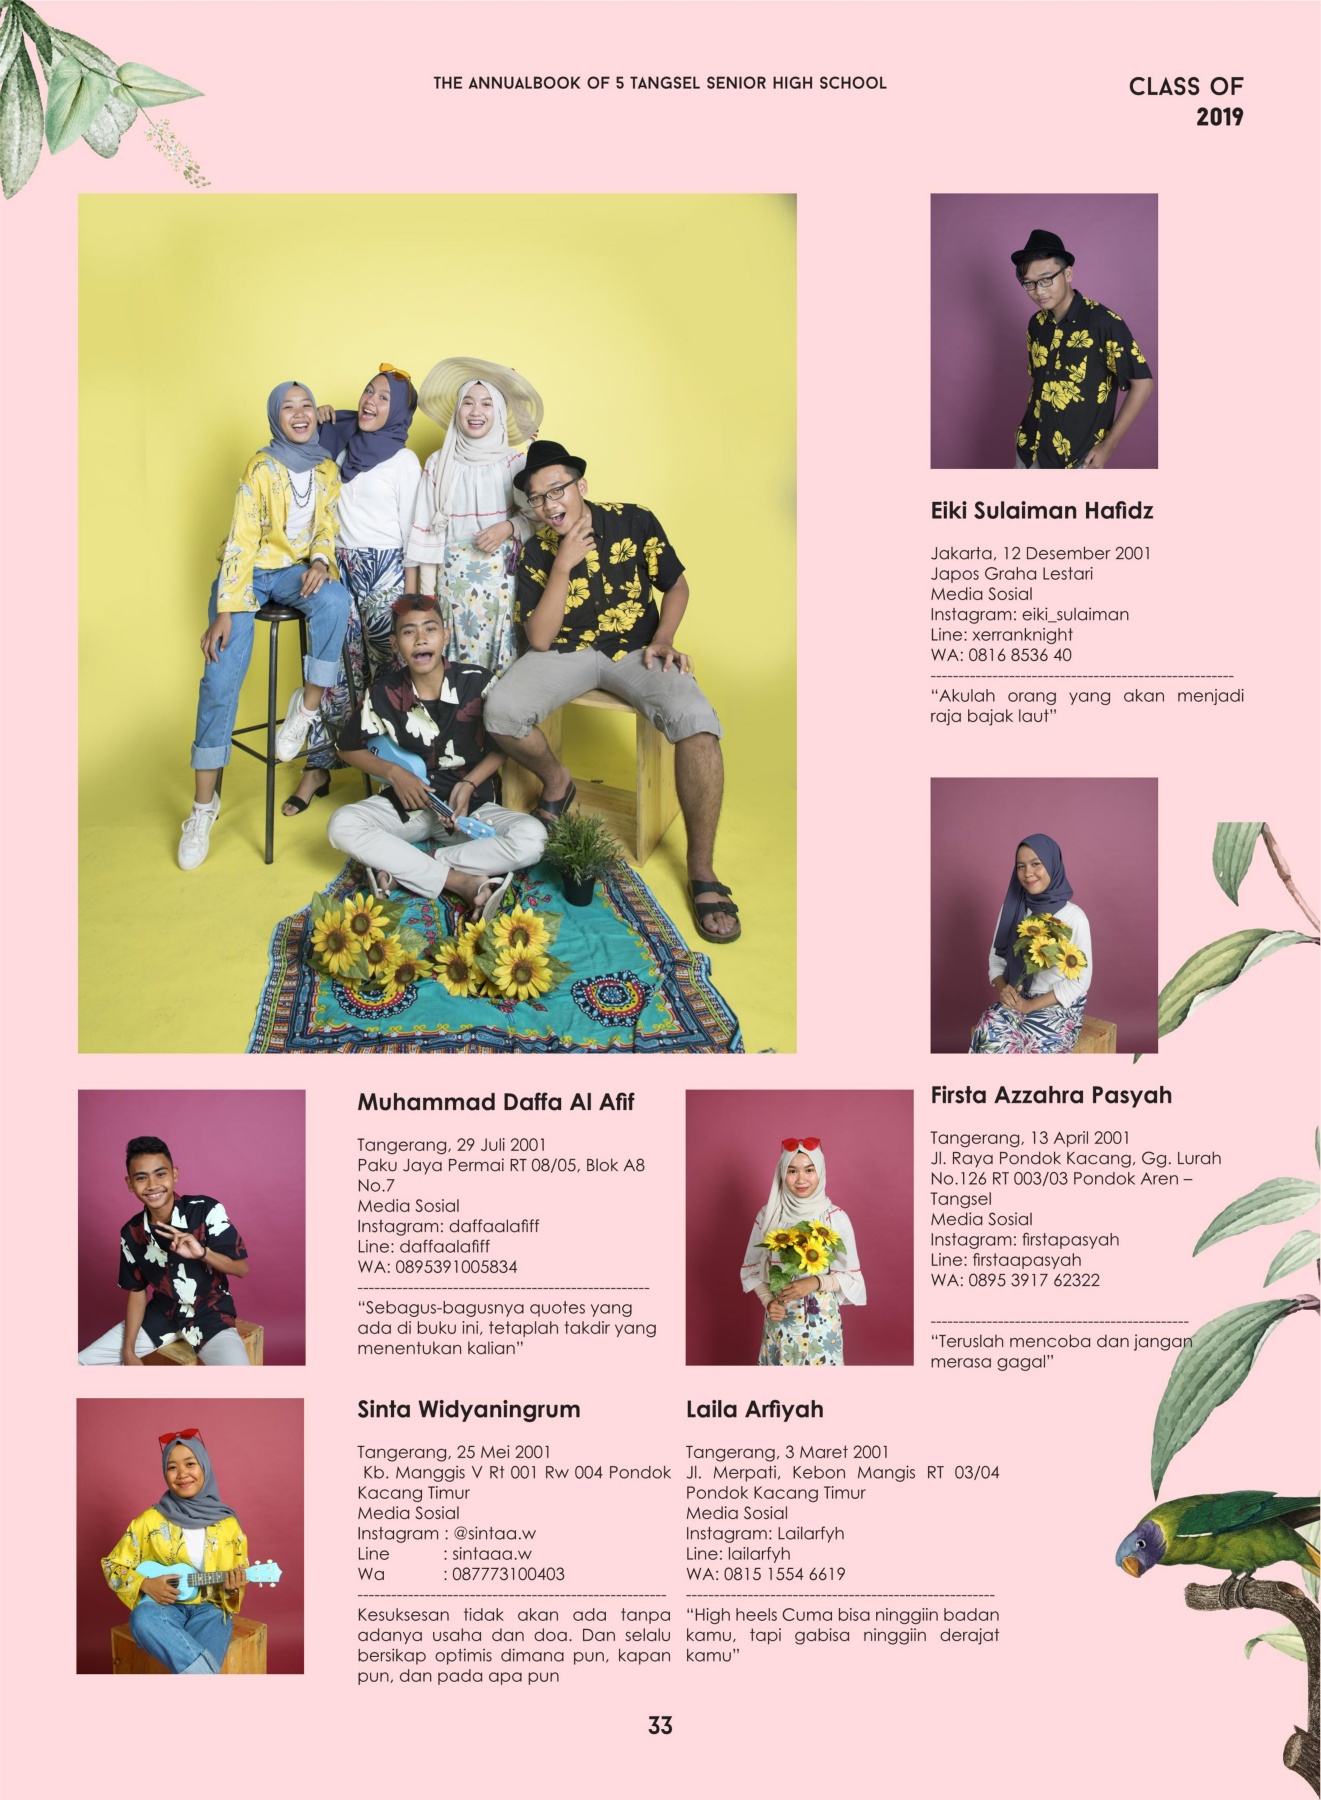 THE ANNUALBOOK OF 5 TANGSEL SENIOR HIGH SCHOOL
CLASS OF
2019
Eiki Sulaiman Hafidz
Jakarta, 12 Desember 2001
Japos Graha Lestari
Media Sosial
Instagram: eiki_sulaiman
Line: xerranknight
WA: 0816 8536 40
------------------------------------------------------
“Akulah orang yang akan menjadi
raja bajak laut”
Muhammad Daffa Al Afif
Tangerang, 29 Juli 2001
Paku Jaya Permai RT 08/05, Blok A8
No.7
Media Sosial
Instagram: daffaalafiff
Line: daffaalafiff
WA: 0895391005834
----------------------------------------------------
“Sebagus-bagusnya quotes yang
ada di buku ini, tetaplah takdir yang
menentukan kalian”
Firsta Azzahra Pasyah
Tangerang, 13 April 2001
Jl. Raya Pondok Kacang, Gg. Lurah
No.126 RT 003/03 Pondok Aren –
Tangsel
Media Sosial
Instagram: firstapasyah
Line: firstaapasyah
WA: 0895 3917 62322
----------------------------------------------
“Teruslah mencoba dan jangan
merasa gagal”
Sinta Widyaningrum
Tangerang, 25 Mei 2001
Kb. Manggis V Rt 001 Rw 004 Pondok
Kacang Timur
Media Sosial
Instagram : @sintaa.w
Line : sintaaa.w
Wa : 087773100403
-------------------------------------------------------
Kesuksesan tidak akan ada tanpa
adanya usaha dan doa. Dan selalu
bersikap optimis dimana pun, kapan
pun, dan pada apa pun
Laila Arfiyah
Tangerang, 3 Maret 2001
Jl. Merpati, Kebon Mangis RT 03/04
Pondok Kacang Timur
Media Sosial
Instagram: Lailarfyh
Line: lailarfyh
WA: 0815 1554 6619
-------------------------------------------------------
“High heels Cuma bisa ninggiin badan
kamu, tapi gabisa ninggiin derajat
kamu”
33